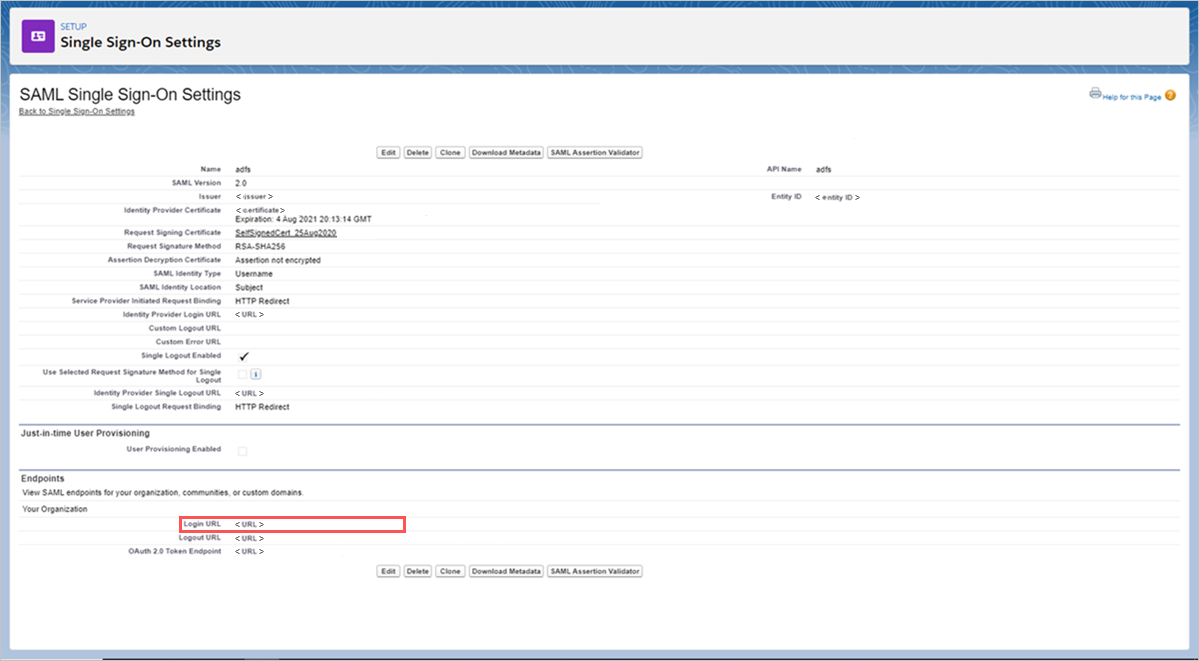 SETUP
Single Sign-On Settings
SAML Single Sign-On Settings
Help for this Page ?
Back to Single Sign-On Settings
Edit Delete Clone Download Metadata SAML Assertion Validator
Name adfs API Name adfs
SAML Version 2.0
Issuer < issuer > Entity ID < entity ID >
Identity Provider Certificate < certificate>
Expiration: 4 Aug 2021 20:13:14 GMT
Request Signing Certificate SelfSignedCert_25Aug2020
Request Signature Method RSA-SHA256
Assertion Decryption Certificate Assertion not encrypted
SAML Identity Type Username
SAML Identity Location Subject
Service Provider Initiated Request Binding HTTP Redirect
Identity Provider Login URL < URL >
Custom Logout URL
Custom Error URL
Single Logout Enabled ✓
Use Selected Request Signature Method for Single
Logout i
Identity Provider Single Logout URL < URL >
Single Logout Request Binding HTTP Redirect
Just-in-time User Provisioning
User Provisioning Enabled
Endpoints
View SAML endpoints for your organization, communities, or custom domains.
Your Organization
Login URL < URL >
Logout URL < URL >
OAuth 2.0 Token Endpoint < URL >
Edit Delete Clone Download Metadata SAML Assertion Validator